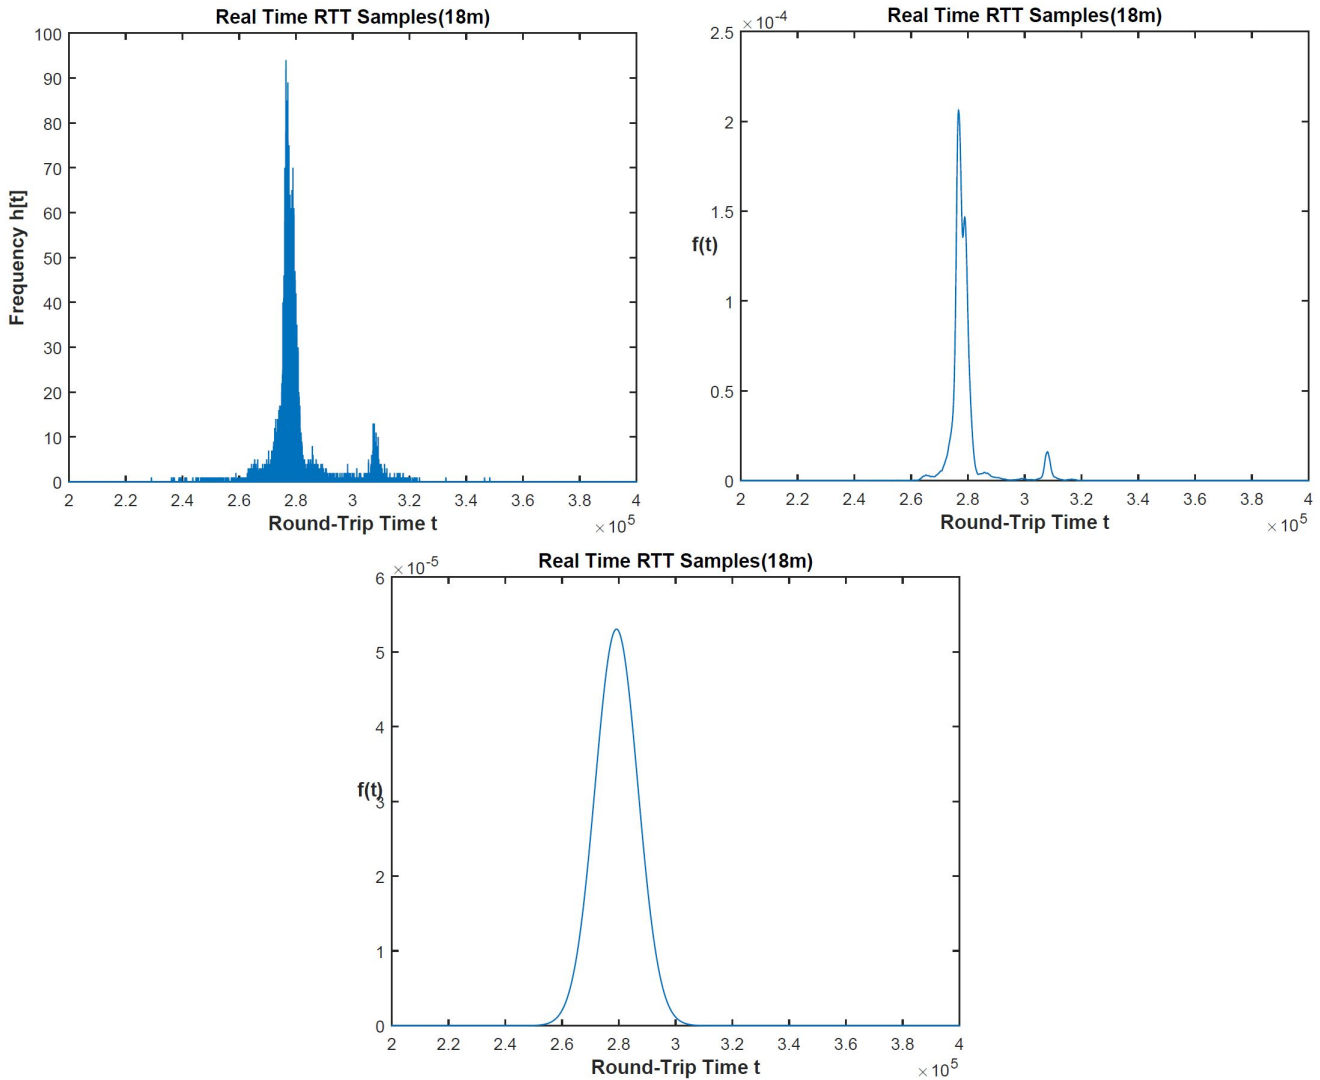 Real Time RTT Samples(18m)
100
90
80
70
60
50
40
30
20
10
0
Frequency h[t]
2 2.2 2.4 2.6 2.8 3 3.2 3.4 3.6 3.8 4
Round-Trip Time t
×10^5
Real Time RTT Samples(18m)
×10^-4
2.5
2
1.5
f(t)
1
0.5
0
2 2.2 2.4 2.6 2.8 3 3.2 3.4 3.6 3.8 4
Round-Trip Time t
×10^5
Real Time RTT Samples(18m)
×10^-5
6
5
4
f(t)
3
2
1
0
2 2.2 2.4 2.6 2.8 3 3.2 3.4 3.6 3.8 4
Round-Trip Time t
×10^5